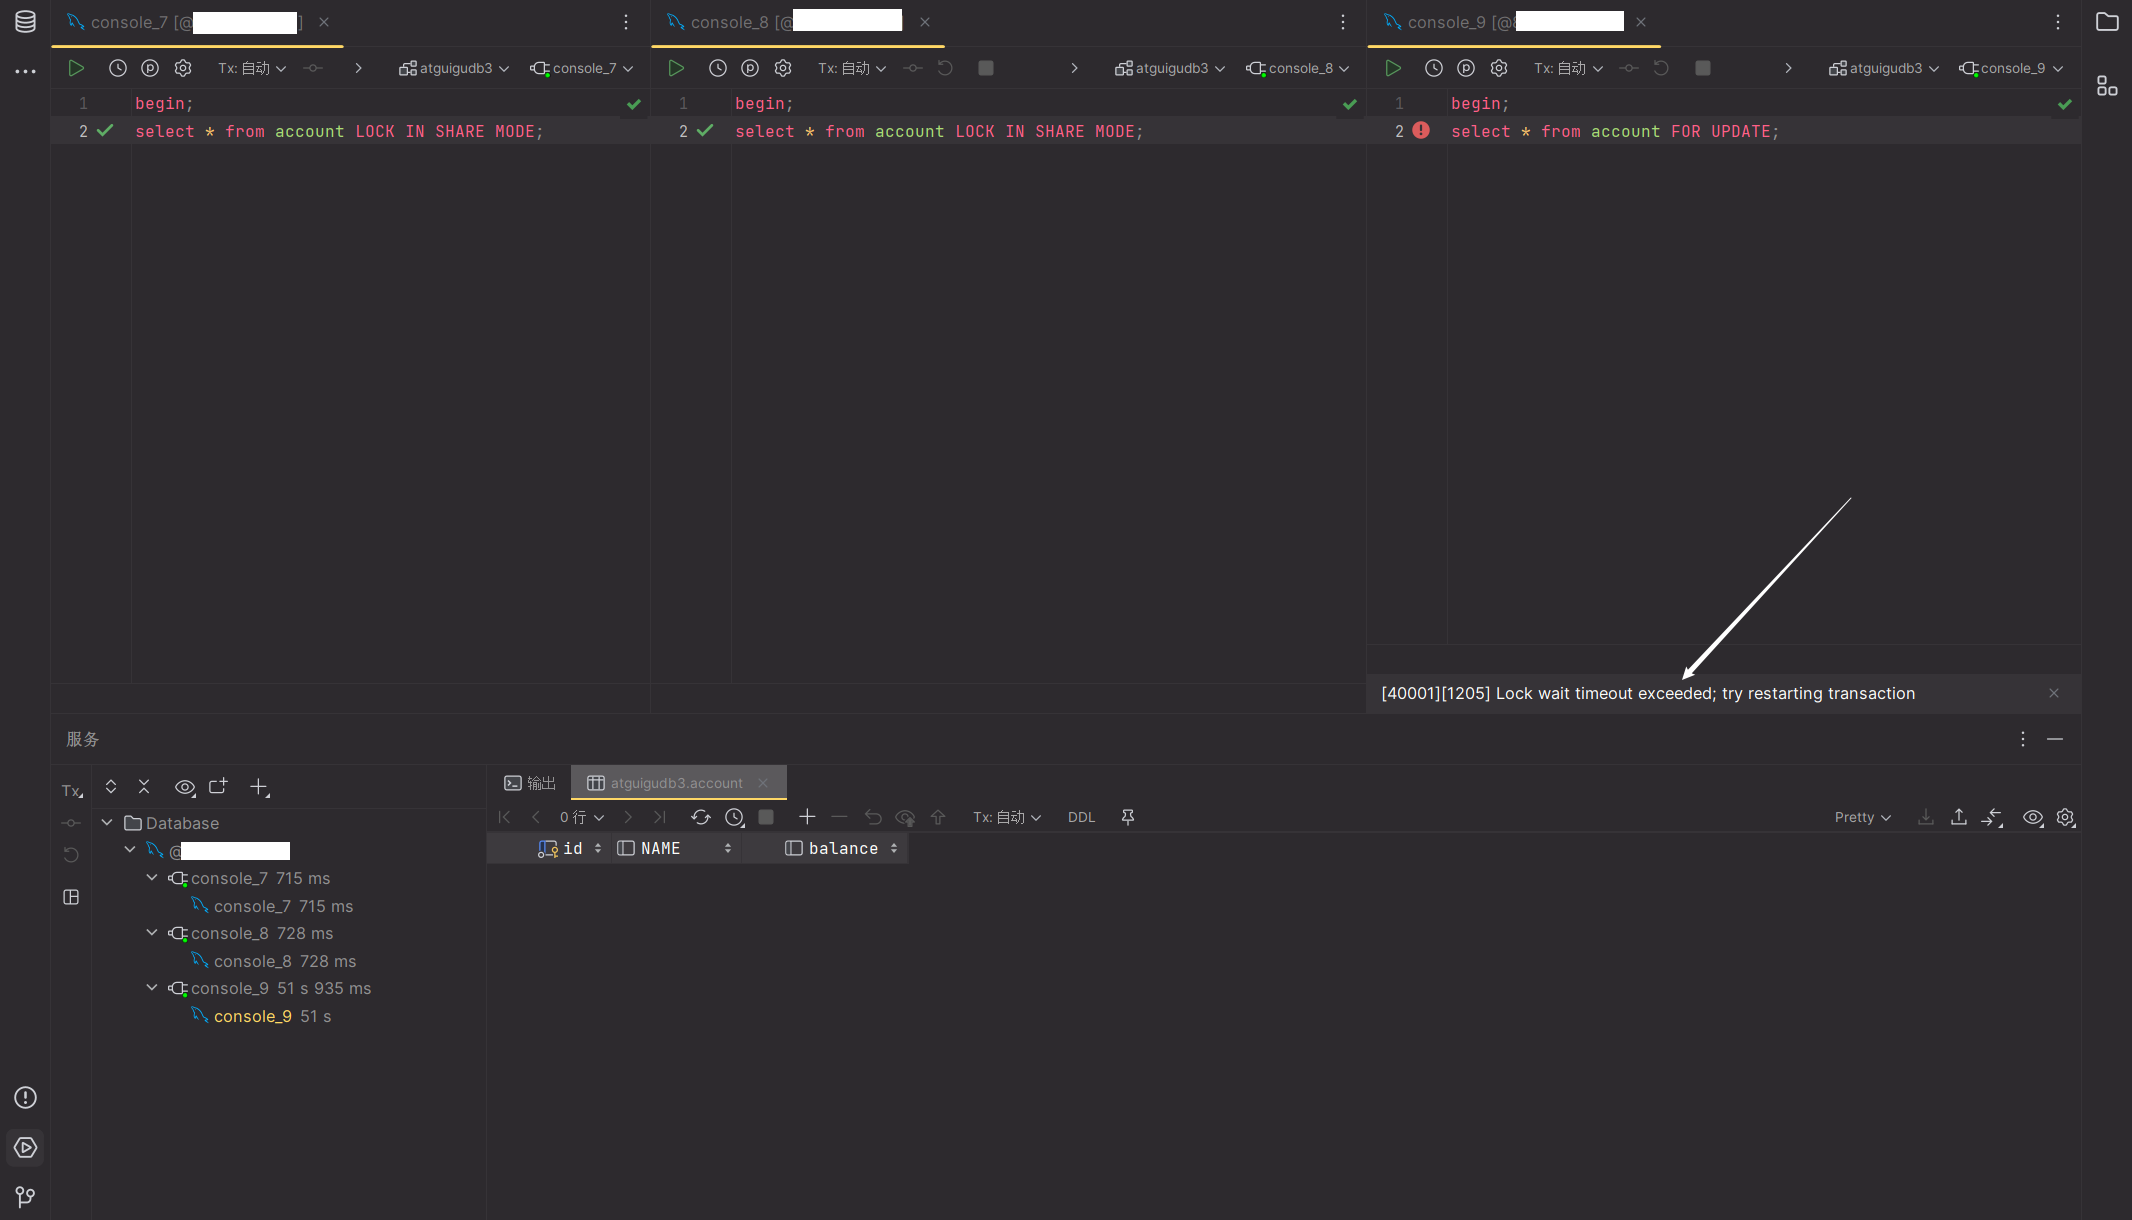 console_7 [@ ]
console_8 [@ ]
console_9 [@
Tx: 自动
atguigudb3
console_7
Tx: 自动
atguigudb3
console_8
Tx: 自动
atguigudb3
console_9
1 begin;
2 select * from account LOCK IN SHARE MODE;
1 begin;
2 select * from account LOCK IN SHARE MODE;
1 begin;
2 select * from account FOR UPDATE;
[40001][1205] Lock wait timeout exceeded; try restarting transaction
服务
Tx
输出
atguigudb3.account
0 行
Tx: 自动
DDL
Pretty
id
NAME
balance
Database
@
console_7 715 ms
console_7 715 ms
console_8 728 ms
console_8 728 ms
console_9 51 s 935 ms
console_9 51 s